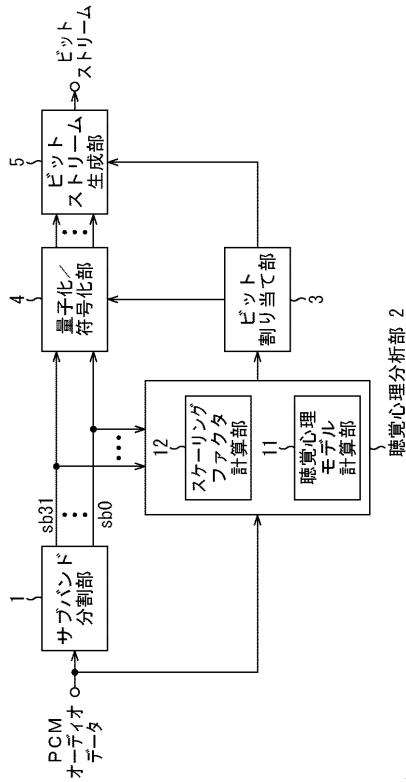 PCM
オーディオ
データ
1
サブバンド
分割部
sb31
sb0
4
量子化/
符号化部
5
ビット
ストリーム
生成部
ビット
ストリーム
12
スケーリング
ファクタ
計算部
11
聴覚心理
モデル
計算部
聴覚心理分析部 2
ビット
割り当て部
3